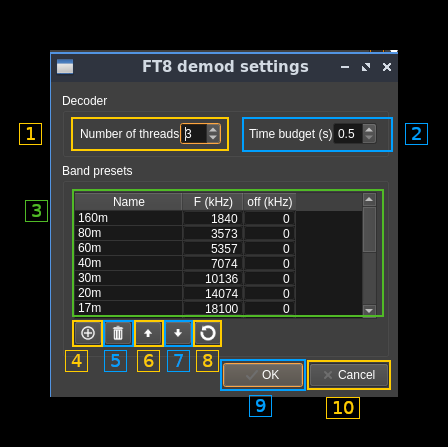 FT8 demod settings
Decoder
1 Number of threads 3 Time budget (s) 0.5 2
Band presets
3
Name F (kHz) off (kHz)
160m 1840 0
80m 3573 0
60m 5357 0
40m 7074 0
30m 10136 0
20m 14074 0
17m 18100 0
4 5 6 7 8
OK Cancel
9 10